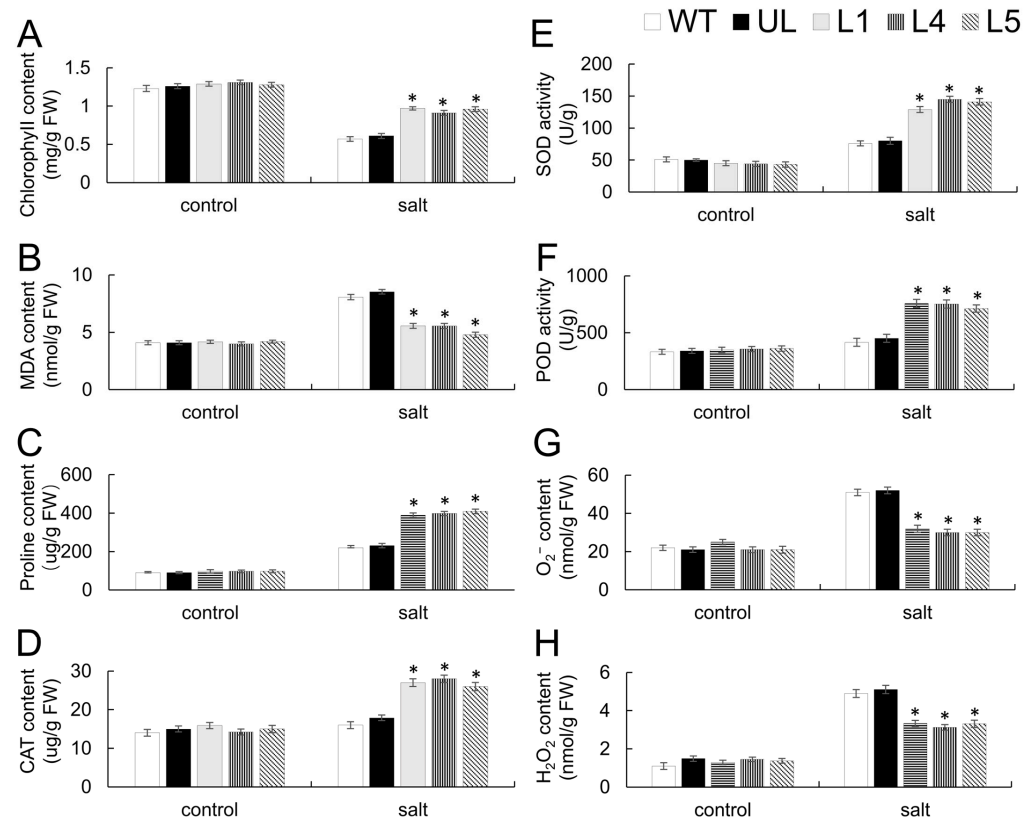 WT UL L1 L4 L5
A
Chlorophyll content
(mg/g FW)
1.5
1
0.5
0
* * *
control salt
B
MDA content
(nmol/g FW)
10
5
0
* * *
control salt
C
Proline content
(ug/g FW)
600
400
200
0
* * *
control salt
D
CAT content
(ug/g FW)
30
20
10
0
* * *
control salt
E
SOD activity
(U/g)
200
150
100
50
0
* * *
control salt
F
POD activity
(U/g)
1000
500
0
* * *
control salt
G
O₂⁻ content
(nmol/g FW)
60
40
20
0
* * *
control salt
H
H₂O₂ content
(nmol/g FW)
6
4
2
0
* * *
control salt